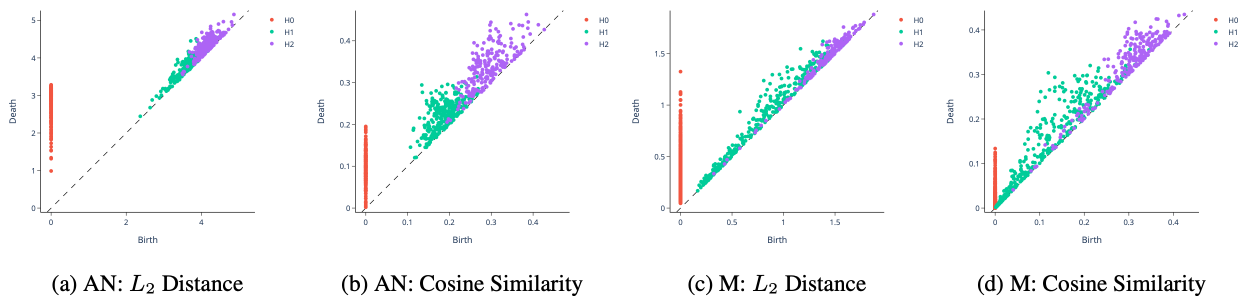 5
4
3
2
1
0
0
2
4
Death
Birth
H0
H1
H2
0.4
0.3
0.2
0.1
0
0
0.1
0.2
0.3
0.4
Death
Birth
H0
H1
H2
1.5
1
0.5
0
0
0.5
1
1.5
Death
Birth
H0
H1
H2
0.4
0.3
0.2
0.1
0
0
0.1
0.2
0.3
0.4
Death
Birth
H0
H1
H2
(a) AN: L₂ Distance
(b) AN: Cosine Similarity
(c) M: L₂ Distance
(d) M: Cosine Similarity